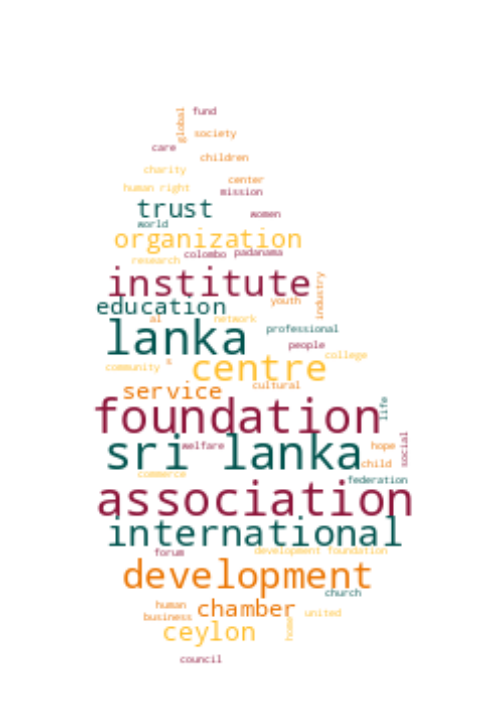 fund
global
society
care
children
charity
center
human right
mission
trust
women
world
organization
colombo padanama
research
institute
industry
youth
education
al
network
lanka
professional
people
college
s
community
centre
cultural
service
life
foundation
social
welfare
hope
sri lanka
child
commerce
federation
association
international
forum
development foundation
development
church
human
chamber
business
united
home
ceylon
council